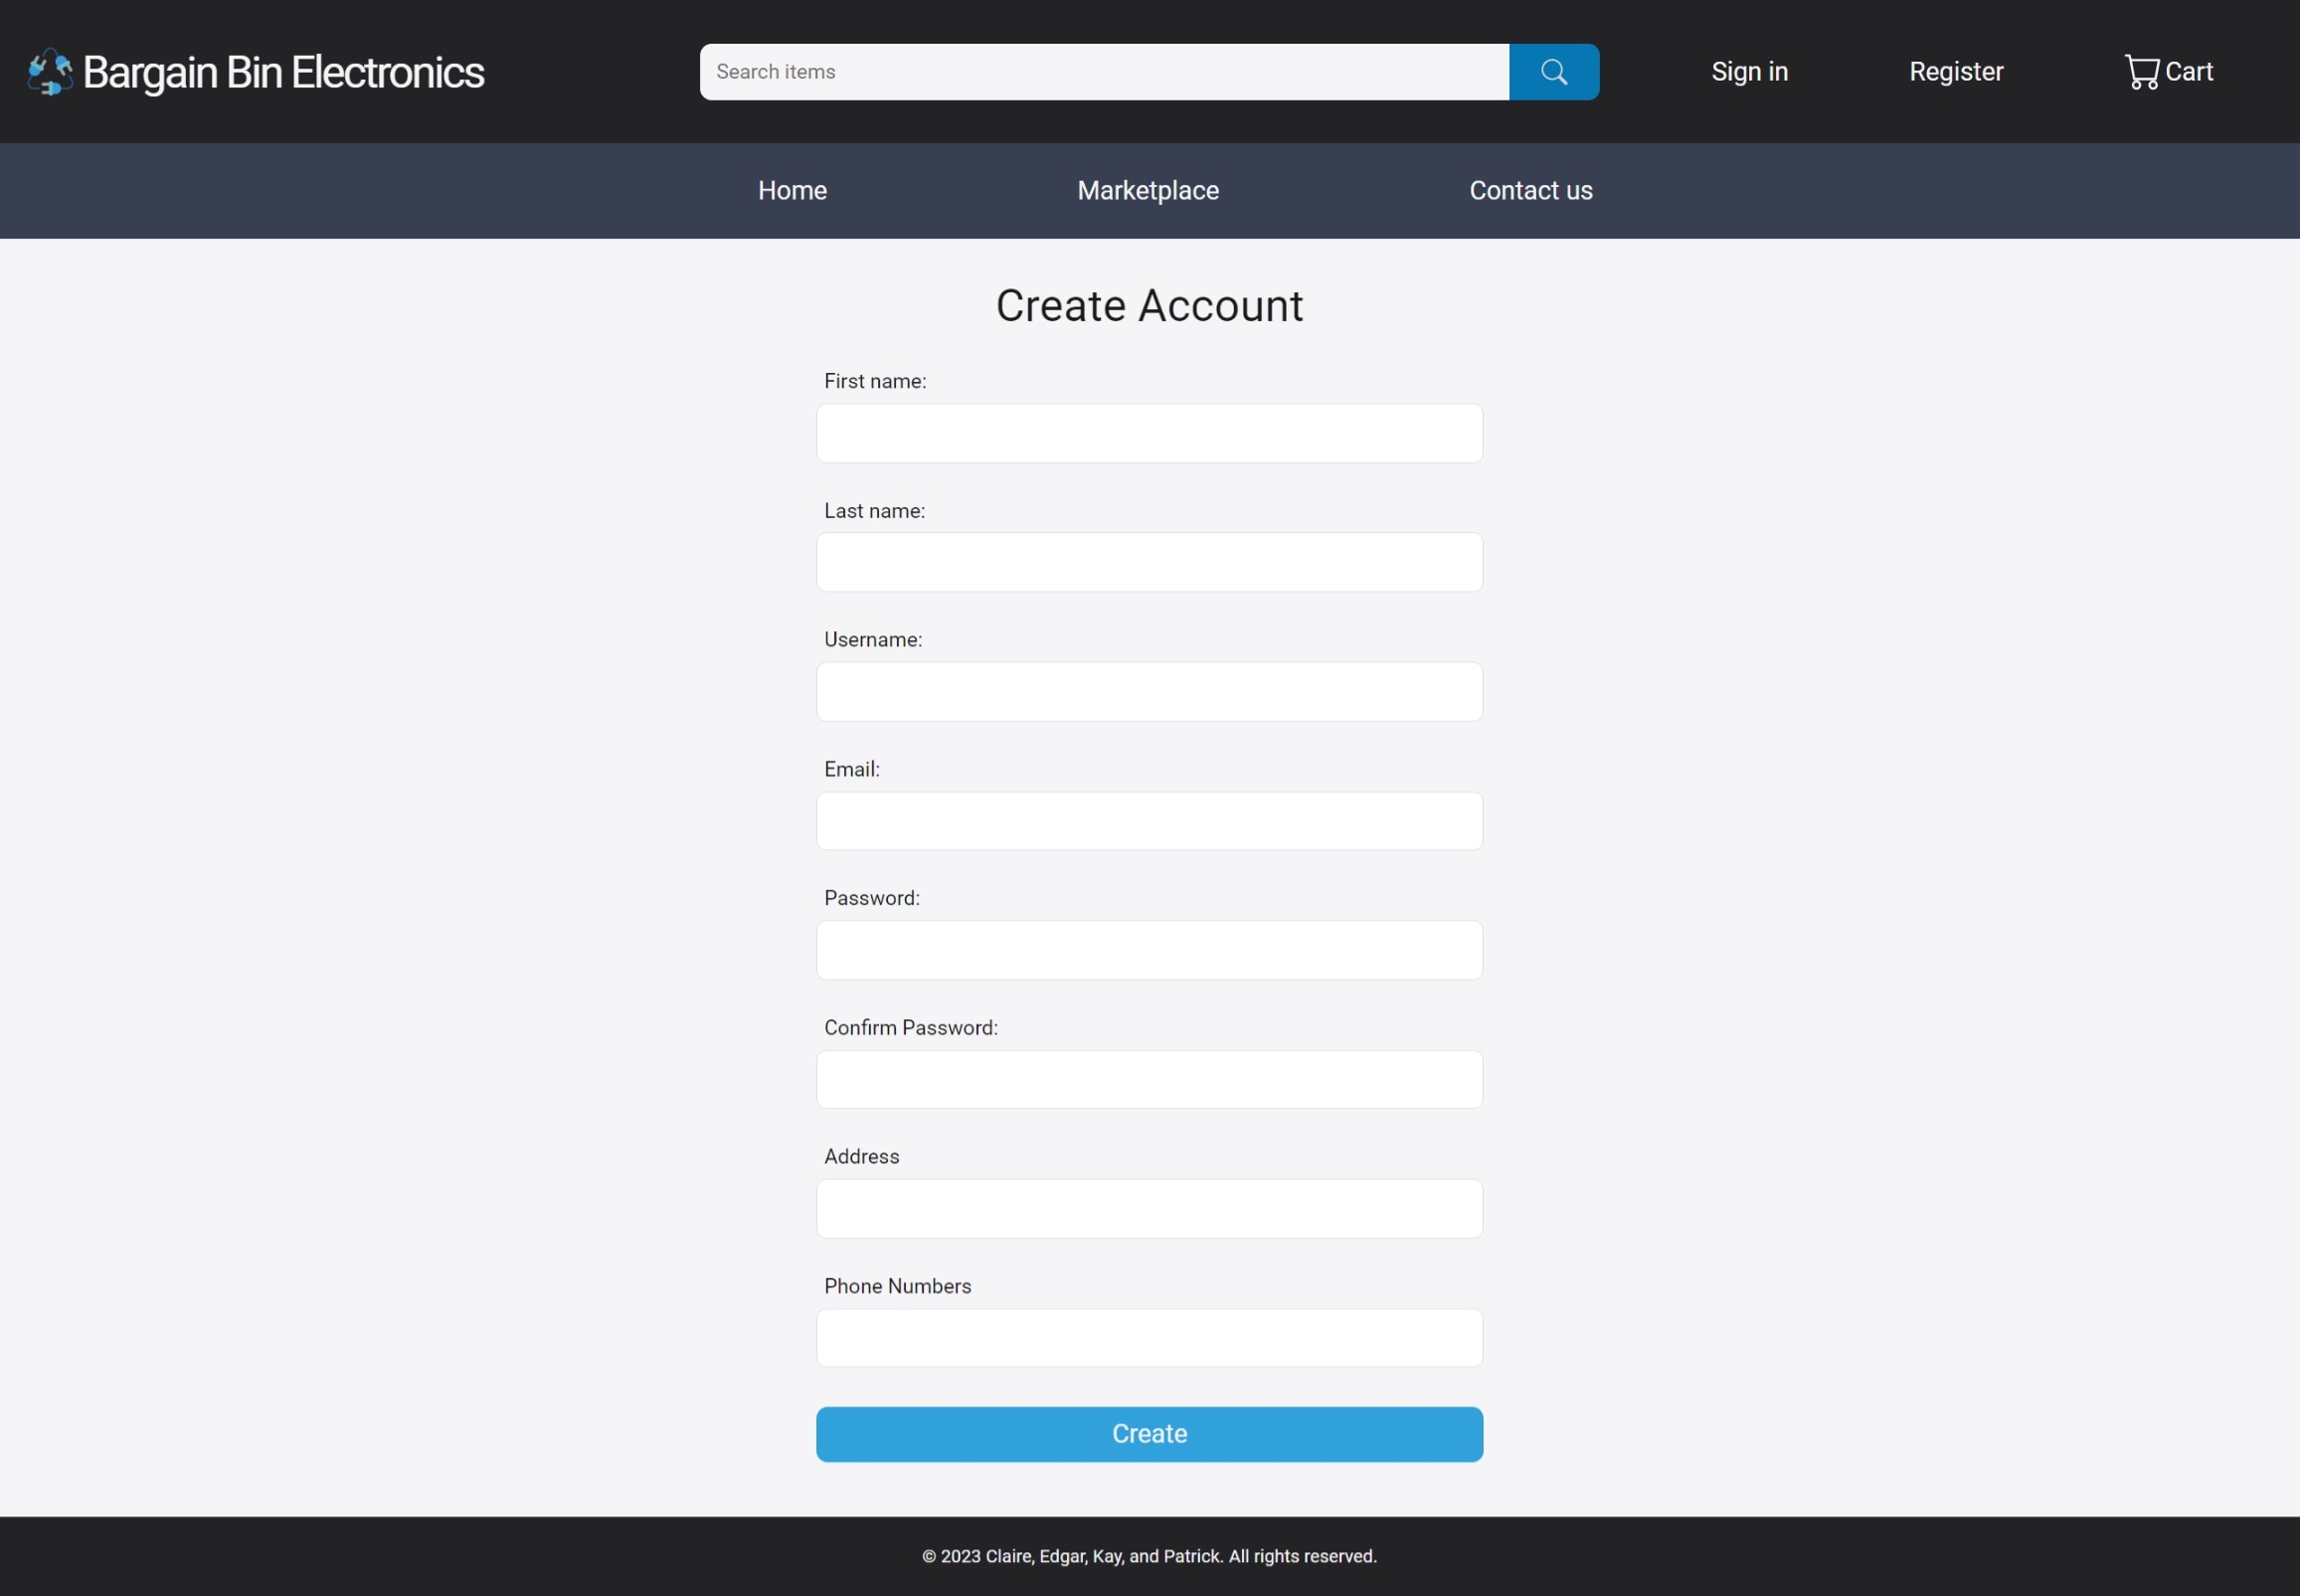 Bargain Bin Electronics
Search items
Sign in
Register
Cart
Home
Marketplace
Contact us
Create Account
First name:
Last name:
Username:
Email:
Password:
Confirm Password:
Address
Phone Numbers
Create
© 2023 Claire, Edgar, Kay, and Patrick. All rights reserved.